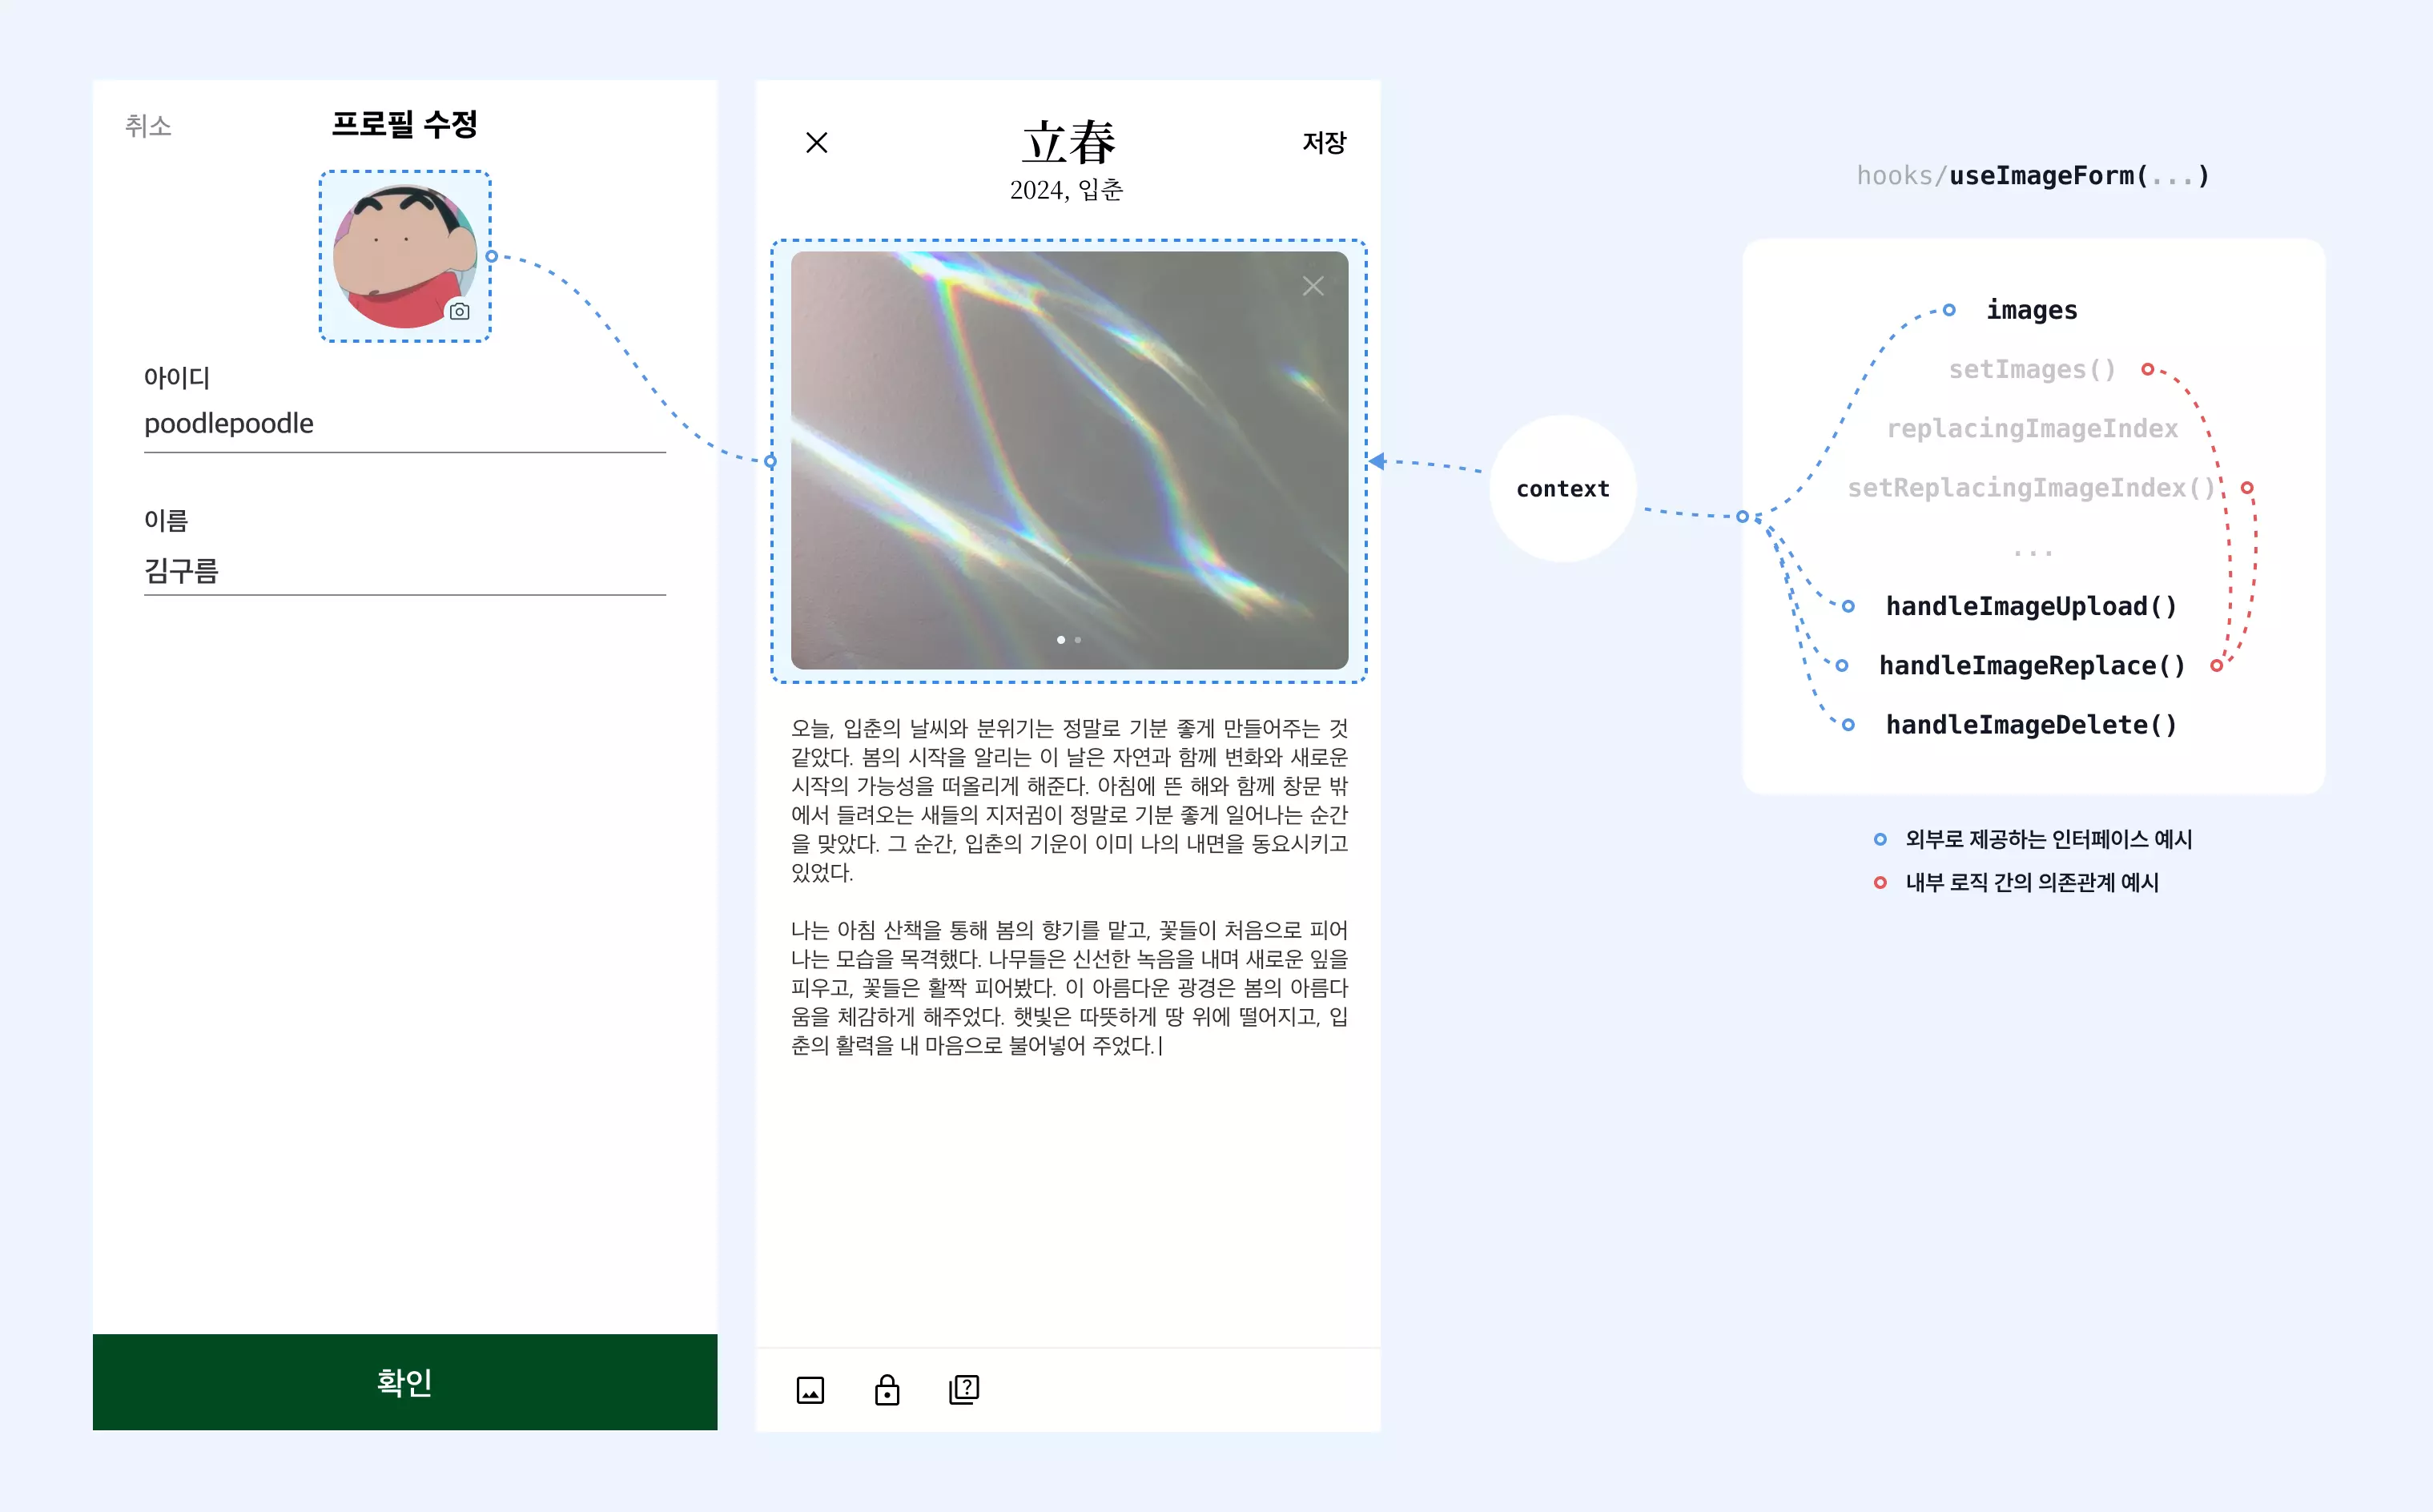 취소
프로필 수정
아이디
poodlepoodle
이름
김구름
확인
立春
저장
2024, 입춘
오늘, 입춘의 날씨와 분위기는 정말로 기분 좋게 만들어주는 것
같았다. 봄의 시작을 알리는 이 날은 자연과 함께 변화와 새로운
시작의 가능성을 떠올리게 해준다. 아침에 뜬 해와 함께 창문 밖
에서 들려오는 새들의 지저귐이 정말로 기분 좋게 일어나는 순간
을 맞았다. 그 순간, 입춘의 기운이 이미 나의 내면을 동요시키고
있었다.
나는 아침 산책을 통해 봄의 향기를 맡고, 꽃들이 처음으로 피어
나는 모습을 목격했다. 나무들은 신선한 녹음을 내며 새로운 잎을
피우고, 꽃들은 활짝 피어봤다. 이 아름다운 광경은 봄의 아름다
움을 체감하게 해주었다. 햇빛은 따뜻하게 땅 위에 떨어지고, 입
춘의 활력을 내 마음으로 불어넣어 주었다.
context
hooks/useImageForm(...)
images
setImages()
replacingImageIndex
setReplacingImageIndex()
...
handleImageUpload()
handleImageReplace()
handleImageDelete()
외부로 제공하는 인터페이스 예시
내부 로직 간의 의존관계 예시